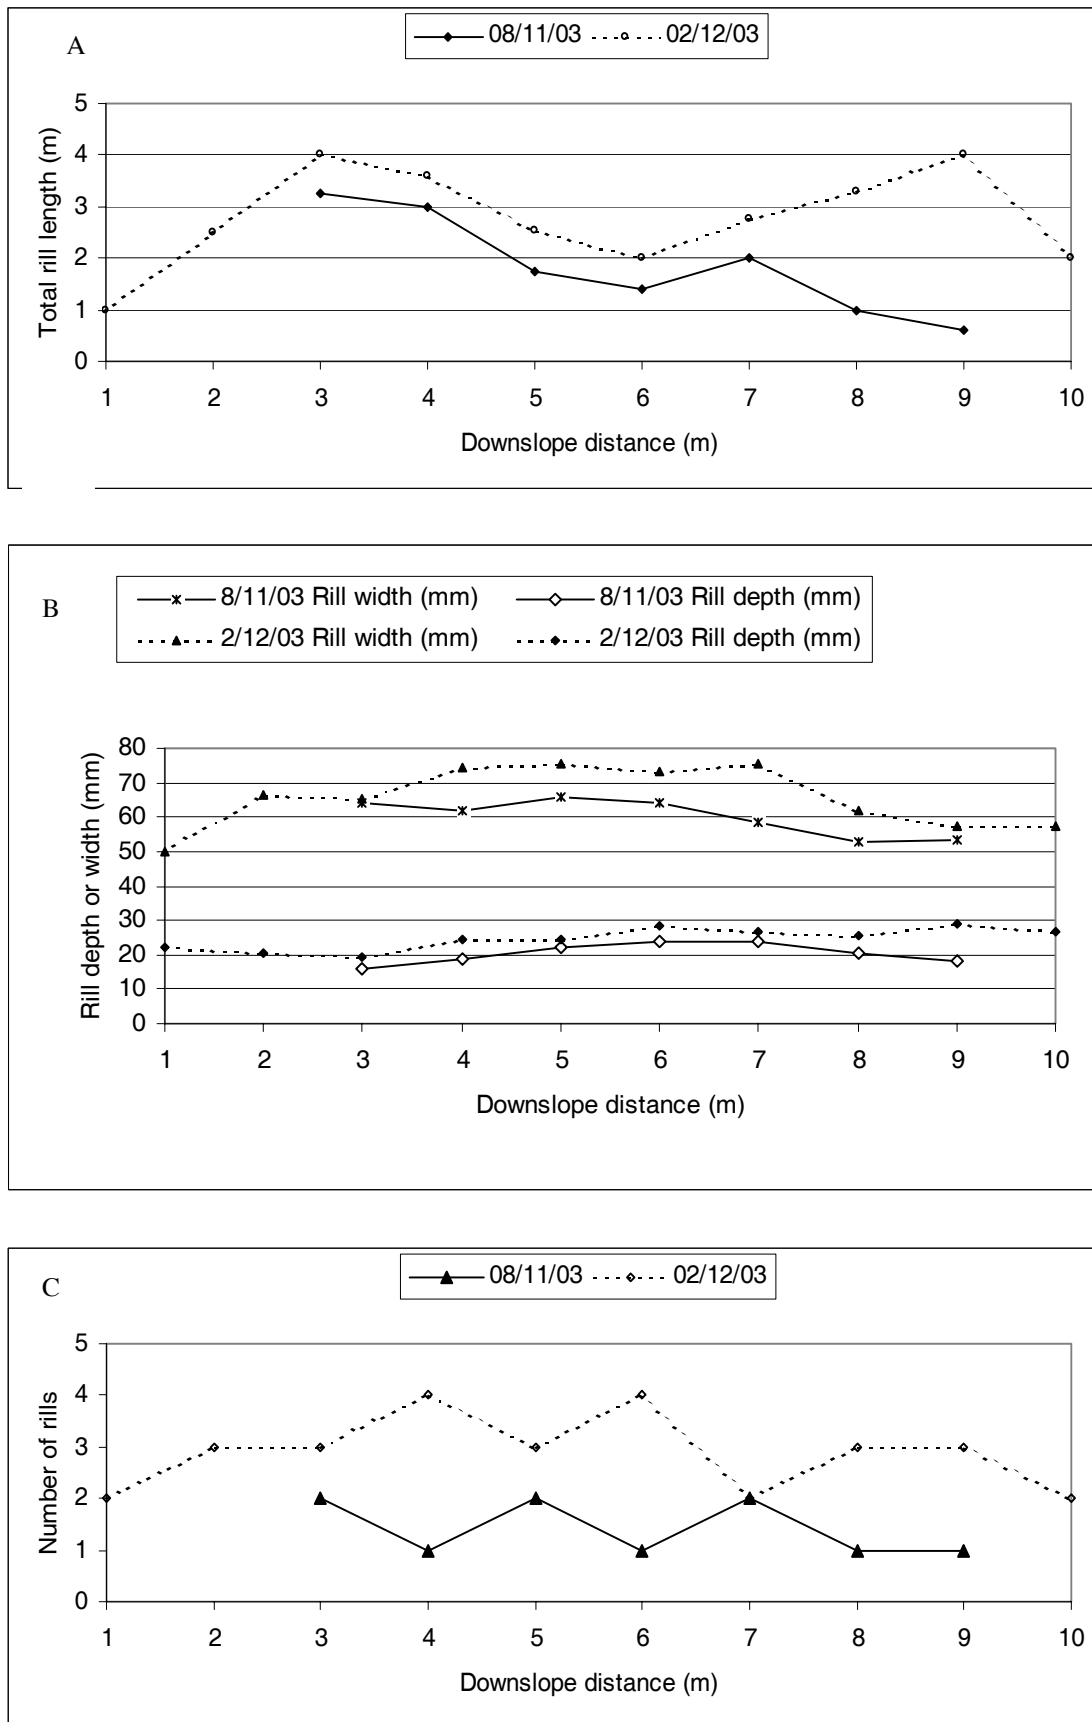 A
08/11/03 02/12/03
Total rill length (m)
5
4
3
2
1
0
1 2 3 4 5 6 7 8 9 10
Downslope distance (m)
B
8/11/03 Rill width (mm) 8/11/03 Rill depth (mm)
2/12/03 Rill width (mm) 2/12/03 Rill depth (mm)
Rill depth or width (mm)
80
70
60
50
40
30
20
10
0
1 2 3 4 5 6 7 8 9 10
Downslope distance (m)
C
08/11/03 02/12/03
Number of rills
5
4
3
2
1
0
1 2 3 4 5 6 7 8 9 10
Downslope distance (m)